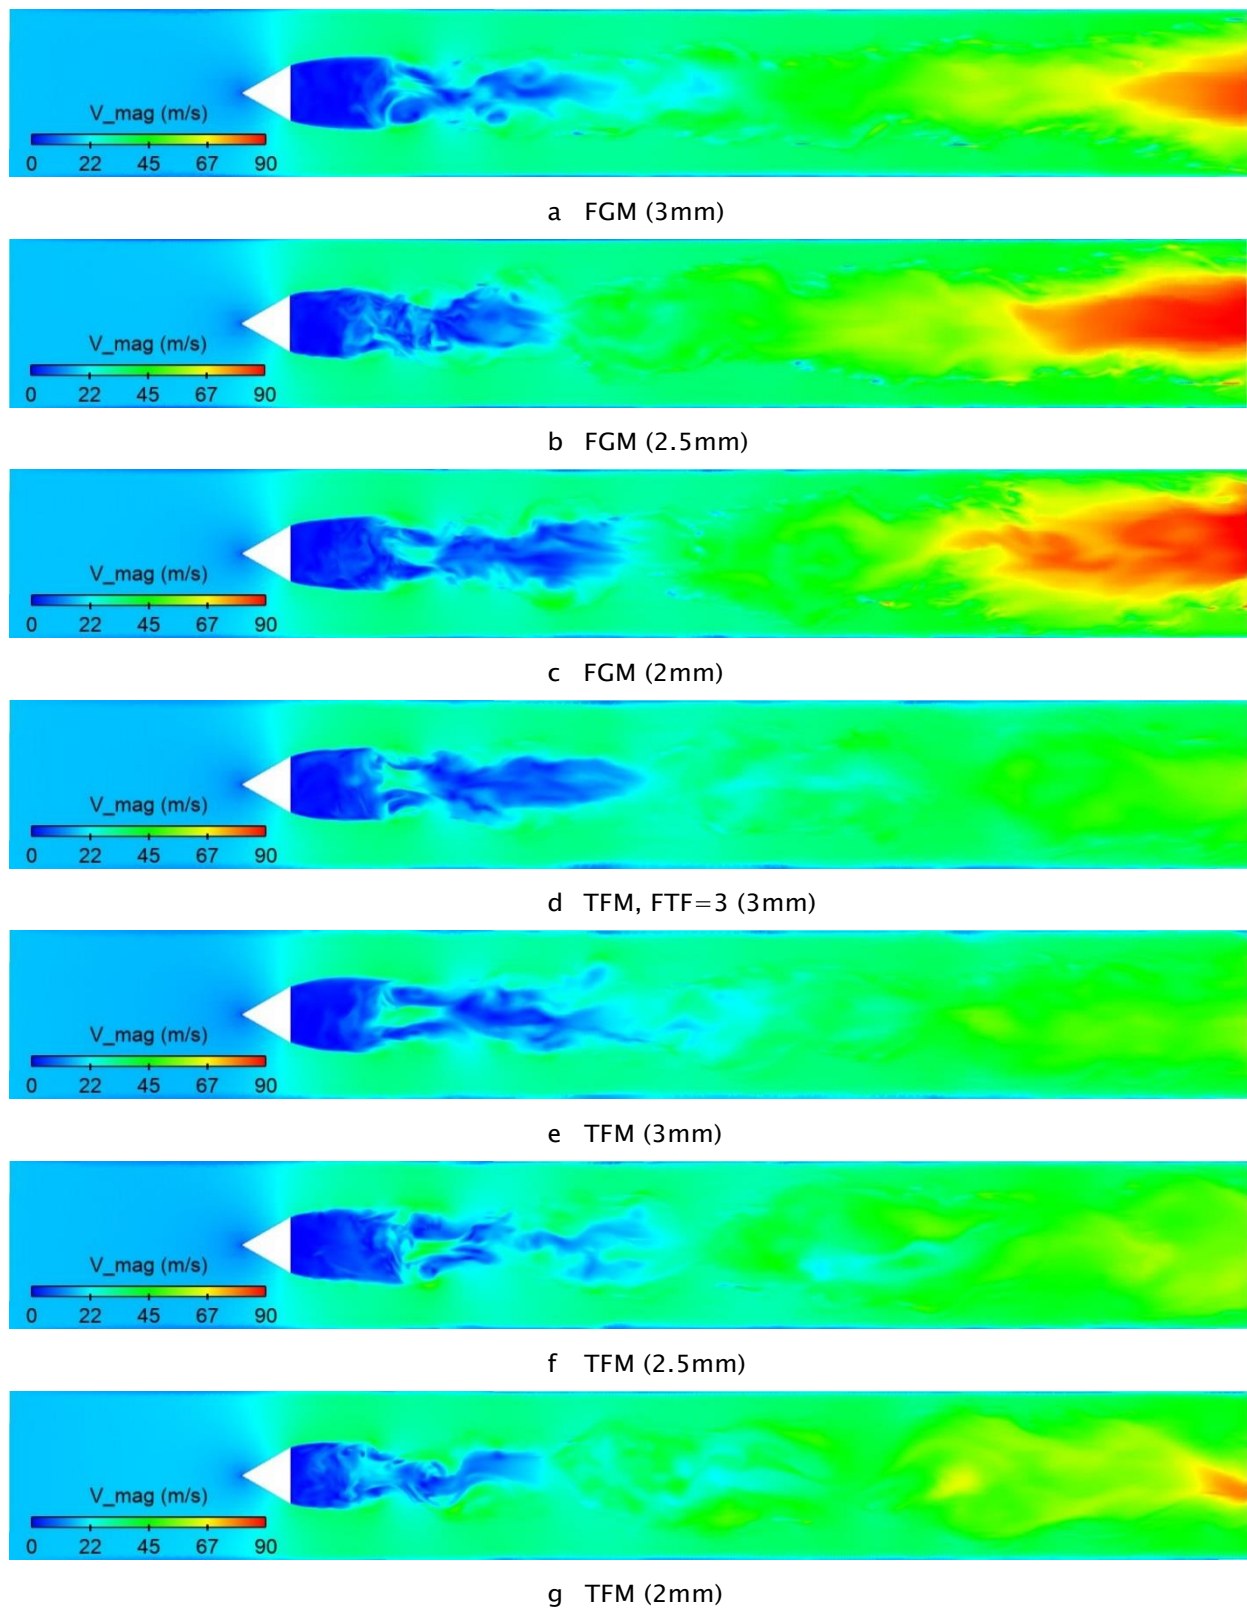 V_mag (m/s)
0 22 45 67 90
a FGM (3mm)
V_mag (m/s)
0 22 45 67 90
b FGM (2.5mm)
V_mag (m/s)
0 22 45 67 90
c FGM (2mm)
V_mag (m/s)
0 22 45 67 90
d TFM, FTF=3 (3mm)
V_mag (m/s)
0 22 45 67 90
e TFM (3mm)
V_mag (m/s)
0 22 45 67 90
f TFM (2.5mm)
V_mag (m/s)
0 22 45 67 90
g TFM (2mm)